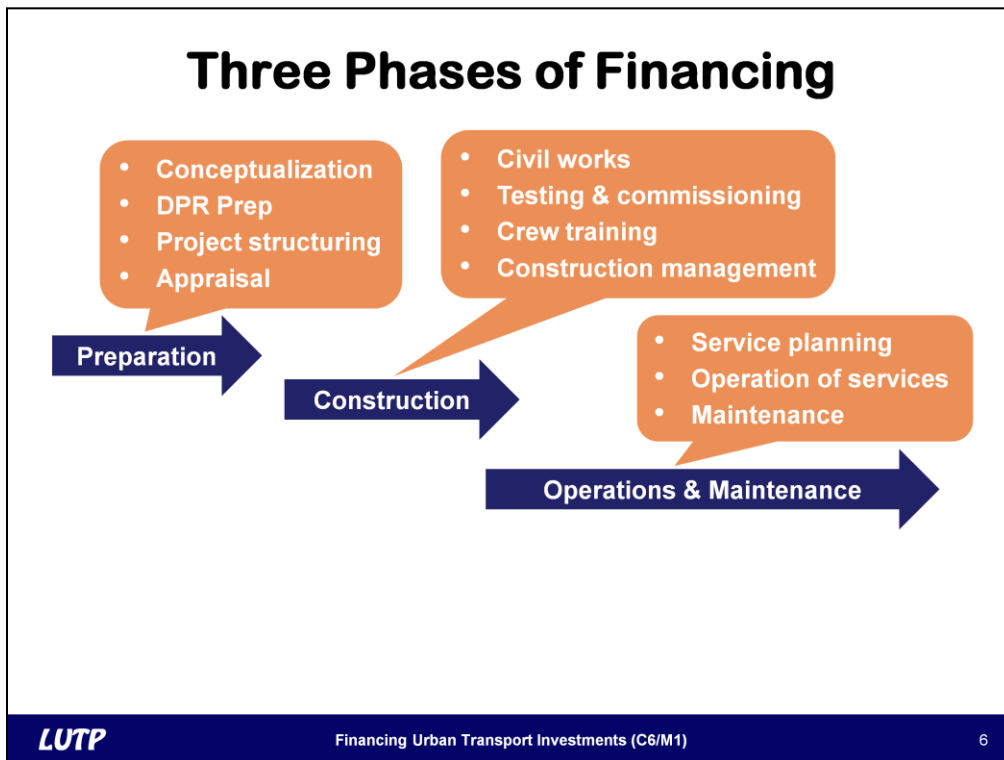 Three Phases of Financing
• Conceptualization
• DPR Prep
• Project structuring
• Appraisal
• Civil works
• Testing & commissioning
• Crew training
• Construction management
Preparation
Construction
• Service planning
• Operation of services
• Maintenance
Operations & Maintenance
LUTP
Financing Urban Transport Investments (C6/M1)
6